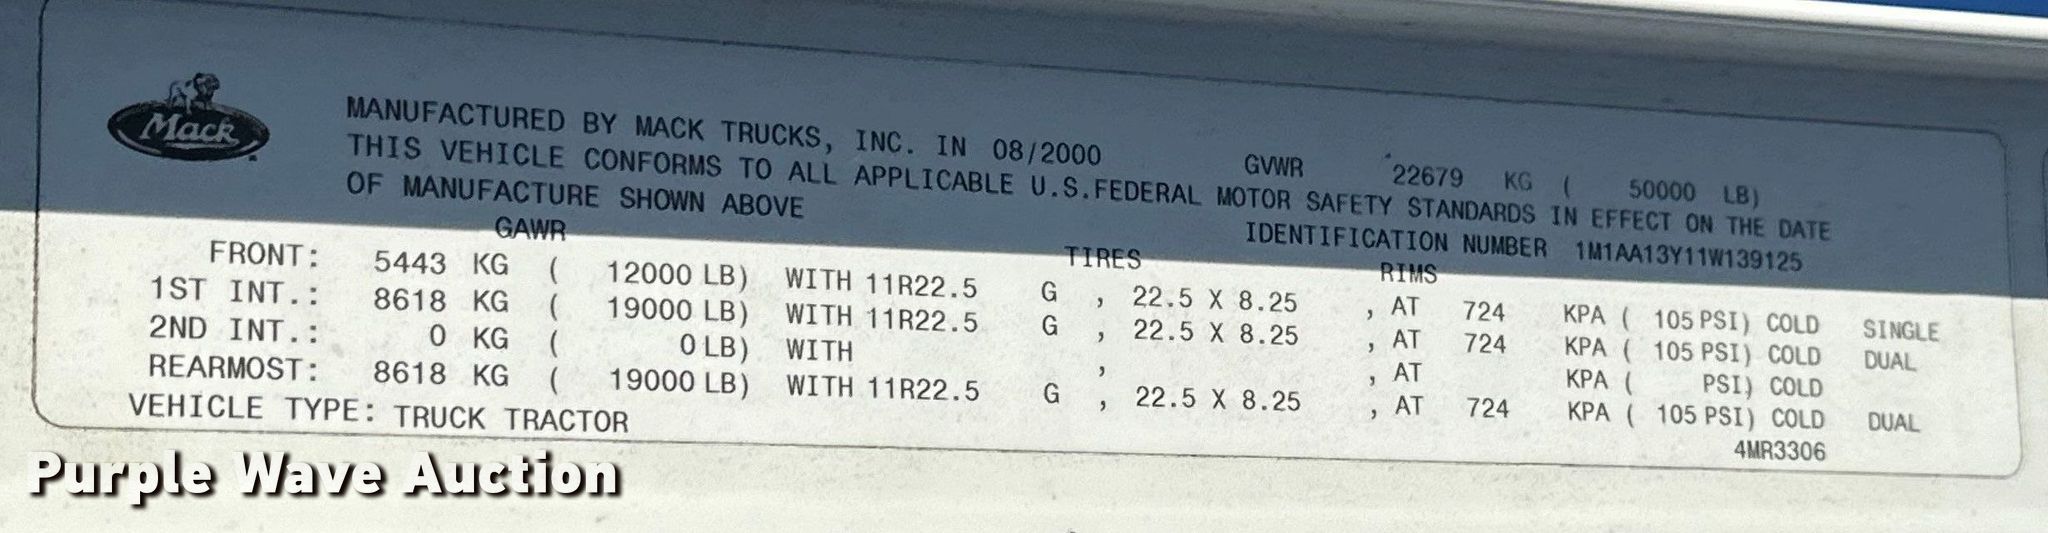 Mack
MANUFACTURED BY MACK TRUCKS, INC. IN 08/2000 GVWR 22679 KG ( 50000 LB)
THIS VEHICLE CONFORMS TO ALL APPLICABLE U.S.FEDERAL MOTOR SAFETY STANDARDS IN EFFECT ON THE DATE
OF MANUFACTURE SHOWN ABOVE IDENTIFICATION NUMBER 1M1AA13Y11W139125
GAWR TIRES RIMS
FRONT: 5443 KG ( 12000 LB) WITH 11R22.5 G , 22.5 X 8.25 , AT 724 KPA ( 105 PSI) COLD SINGLE
1ST INT.: 8618 KG ( 19000 LB) WITH 11R22.5 G , 22.5 X 8.25 , AT 724 KPA ( 105 PSI) COLD DUAL
2ND INT.: 0 KG ( 0 LB) WITH , , AT KPA ( PSI) COLD
REARMOST: 8618 KG ( 19000 LB) WITH 11R22.5 G , 22.5 X 8.25 , AT 724 KPA ( 105 PSI) COLD DUAL
VEHICLE TYPE: TRUCK TRACTOR 4MR3306
Purple Wave Auction